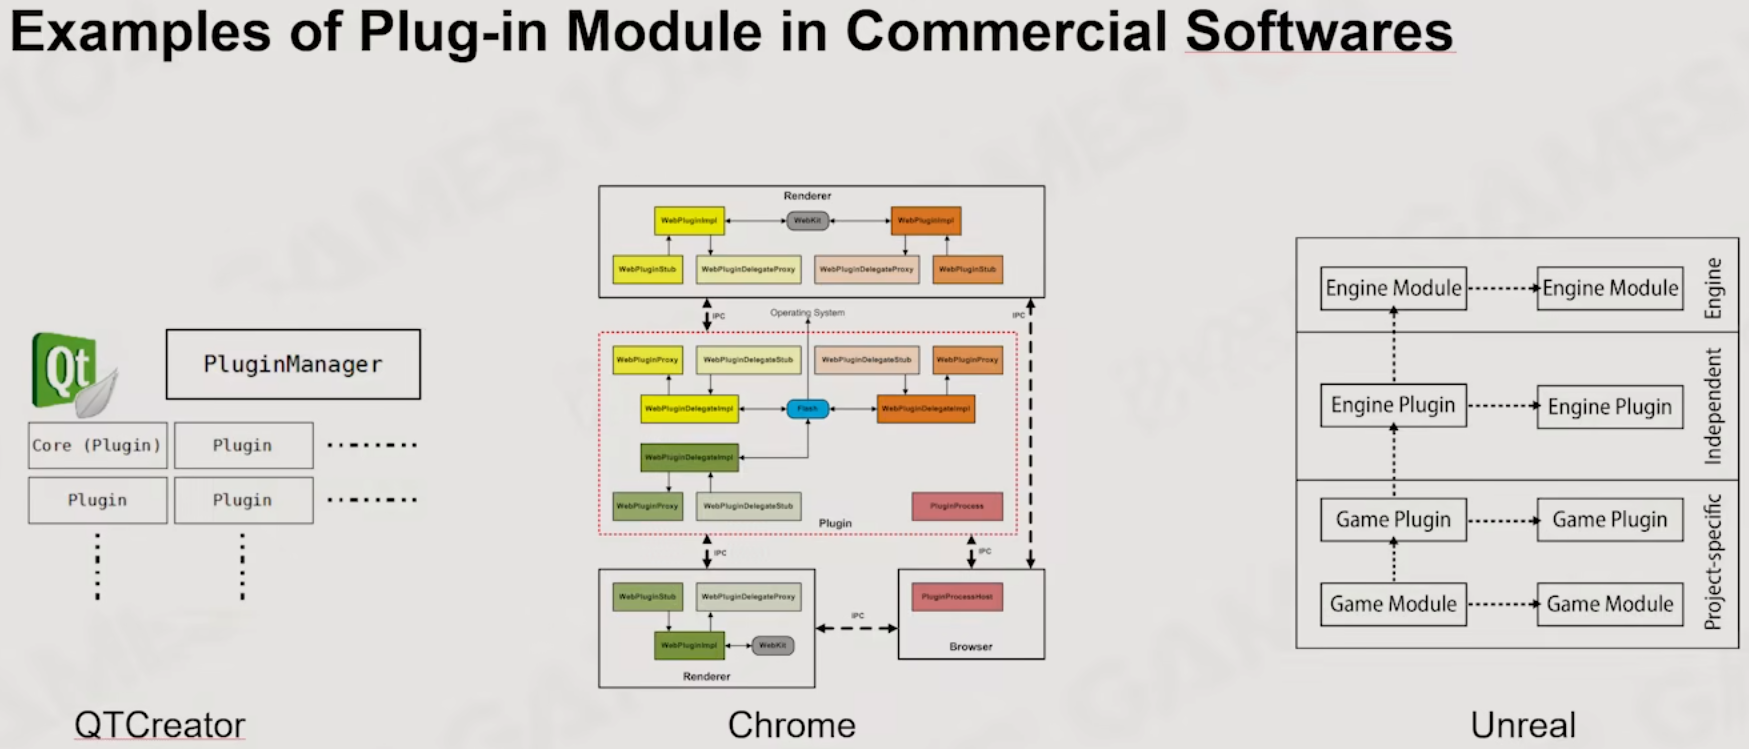 Examples of Plug-in Module in Commercial Softwares
Qt
PluginManager
Core (Plugin)
Plugin
Plugin
Plugin
QTCreator
Renderer
WebPluginImpl
WebKit
WebPluginImpl
WebPluginStub
WebPluginDelegateProxy
WebPluginDelegateProxy
WebPluginStub
IPC
Operating System
IPC
WebPluginProxy
WebPluginDelegateStub
WebPluginDelegateStub
WebPluginProxy
WebPluginDelegateImpl
Flash
WebPluginDelegateImpl
WebPluginDelegateImpl
WebPluginProxy
WebPluginDelegateStub
PluginProcess
Plugin
IPC
IPC
WebPluginStub
WebPluginDelegateProxy
WebPluginImpl
WebKit
Renderer
IPC
PluginProcessHost
Browser
Chrome
Engine Module
Engine Module
Engine
Engine Plugin
Engine Plugin
Independent
Game Plugin
Game Plugin
Game Module
Game Module
Project-specific
Unreal